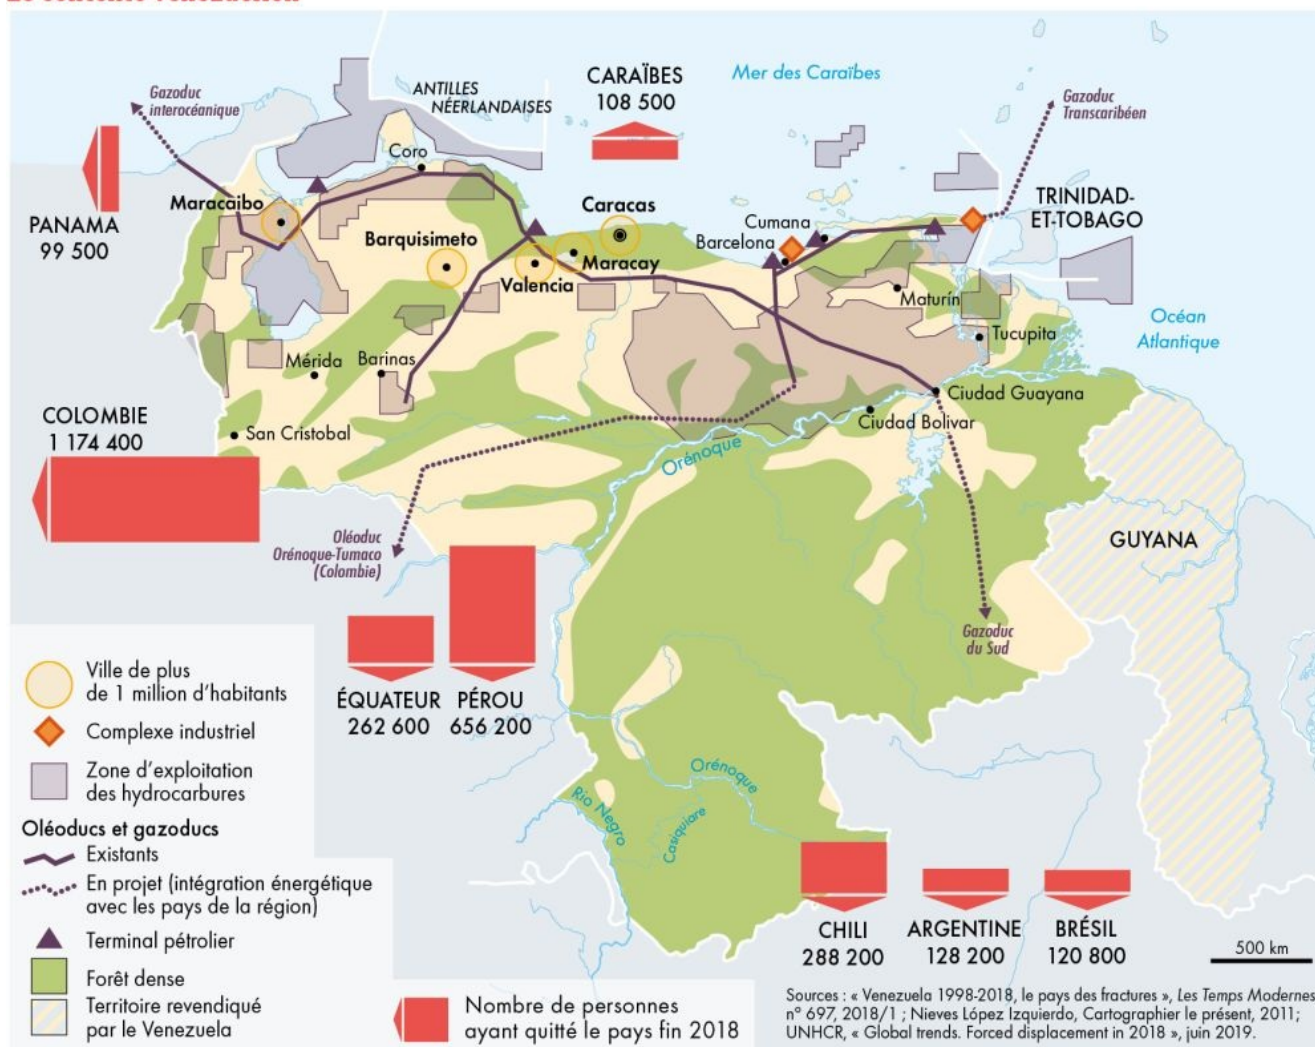 Gazoduc
interocéanique
ANTILLES
NÉERLANDAISES
CARAÏBES
108 500
Mer des Caraïbes
Gazoduc
Transcaribéen
PANAMA
99 500
Maracaibo
Coro
Barquisimeto
Caracas
Valencia
Maracay
Cumana
Barcelona
TRINIDAD-
ET-TOBAGO
Maturín
Tucupita
Océan
Atlantique
Mérida
Barinas
San Cristobal
COLOMBIE
1 174 400
Ciudad Guayana
Ciudad Bolivar
Orénoque
Oléoduc
Orénoque-Tumaco
(Colombie)
GUYANA
Gazoduc
du Sud
ÉQUATEUR
262 600
PÉROU
656 200
Orénoque
Rio Negro
Casiquiare
CHILI
288 200
ARGENTINE
128 200
BRÉSIL
120 800
500 km
Ville de plus
de 1 million d'habitants
Complexe industriel
Zone d'exploitation
des hydrocarbures
Oléoducs et gazoducs
Existants
En projet (intégration énergétique
avec les pays de la région)
Terminal pétrolier
Forêt dense
Territoire revendiqué
par le Venezuela
Nombre de personnes
ayant quitté le pays fin 2018
Sources : « Venezuela 1998-2018, le pays des fractures », Les Temps Modernes
n° 697, 2018/1 ; Nieves López Izquierdo, Cartographier le présent, 2011;
UNHCR, « Global trends. Forced displacement in 2018 », juin 2019.